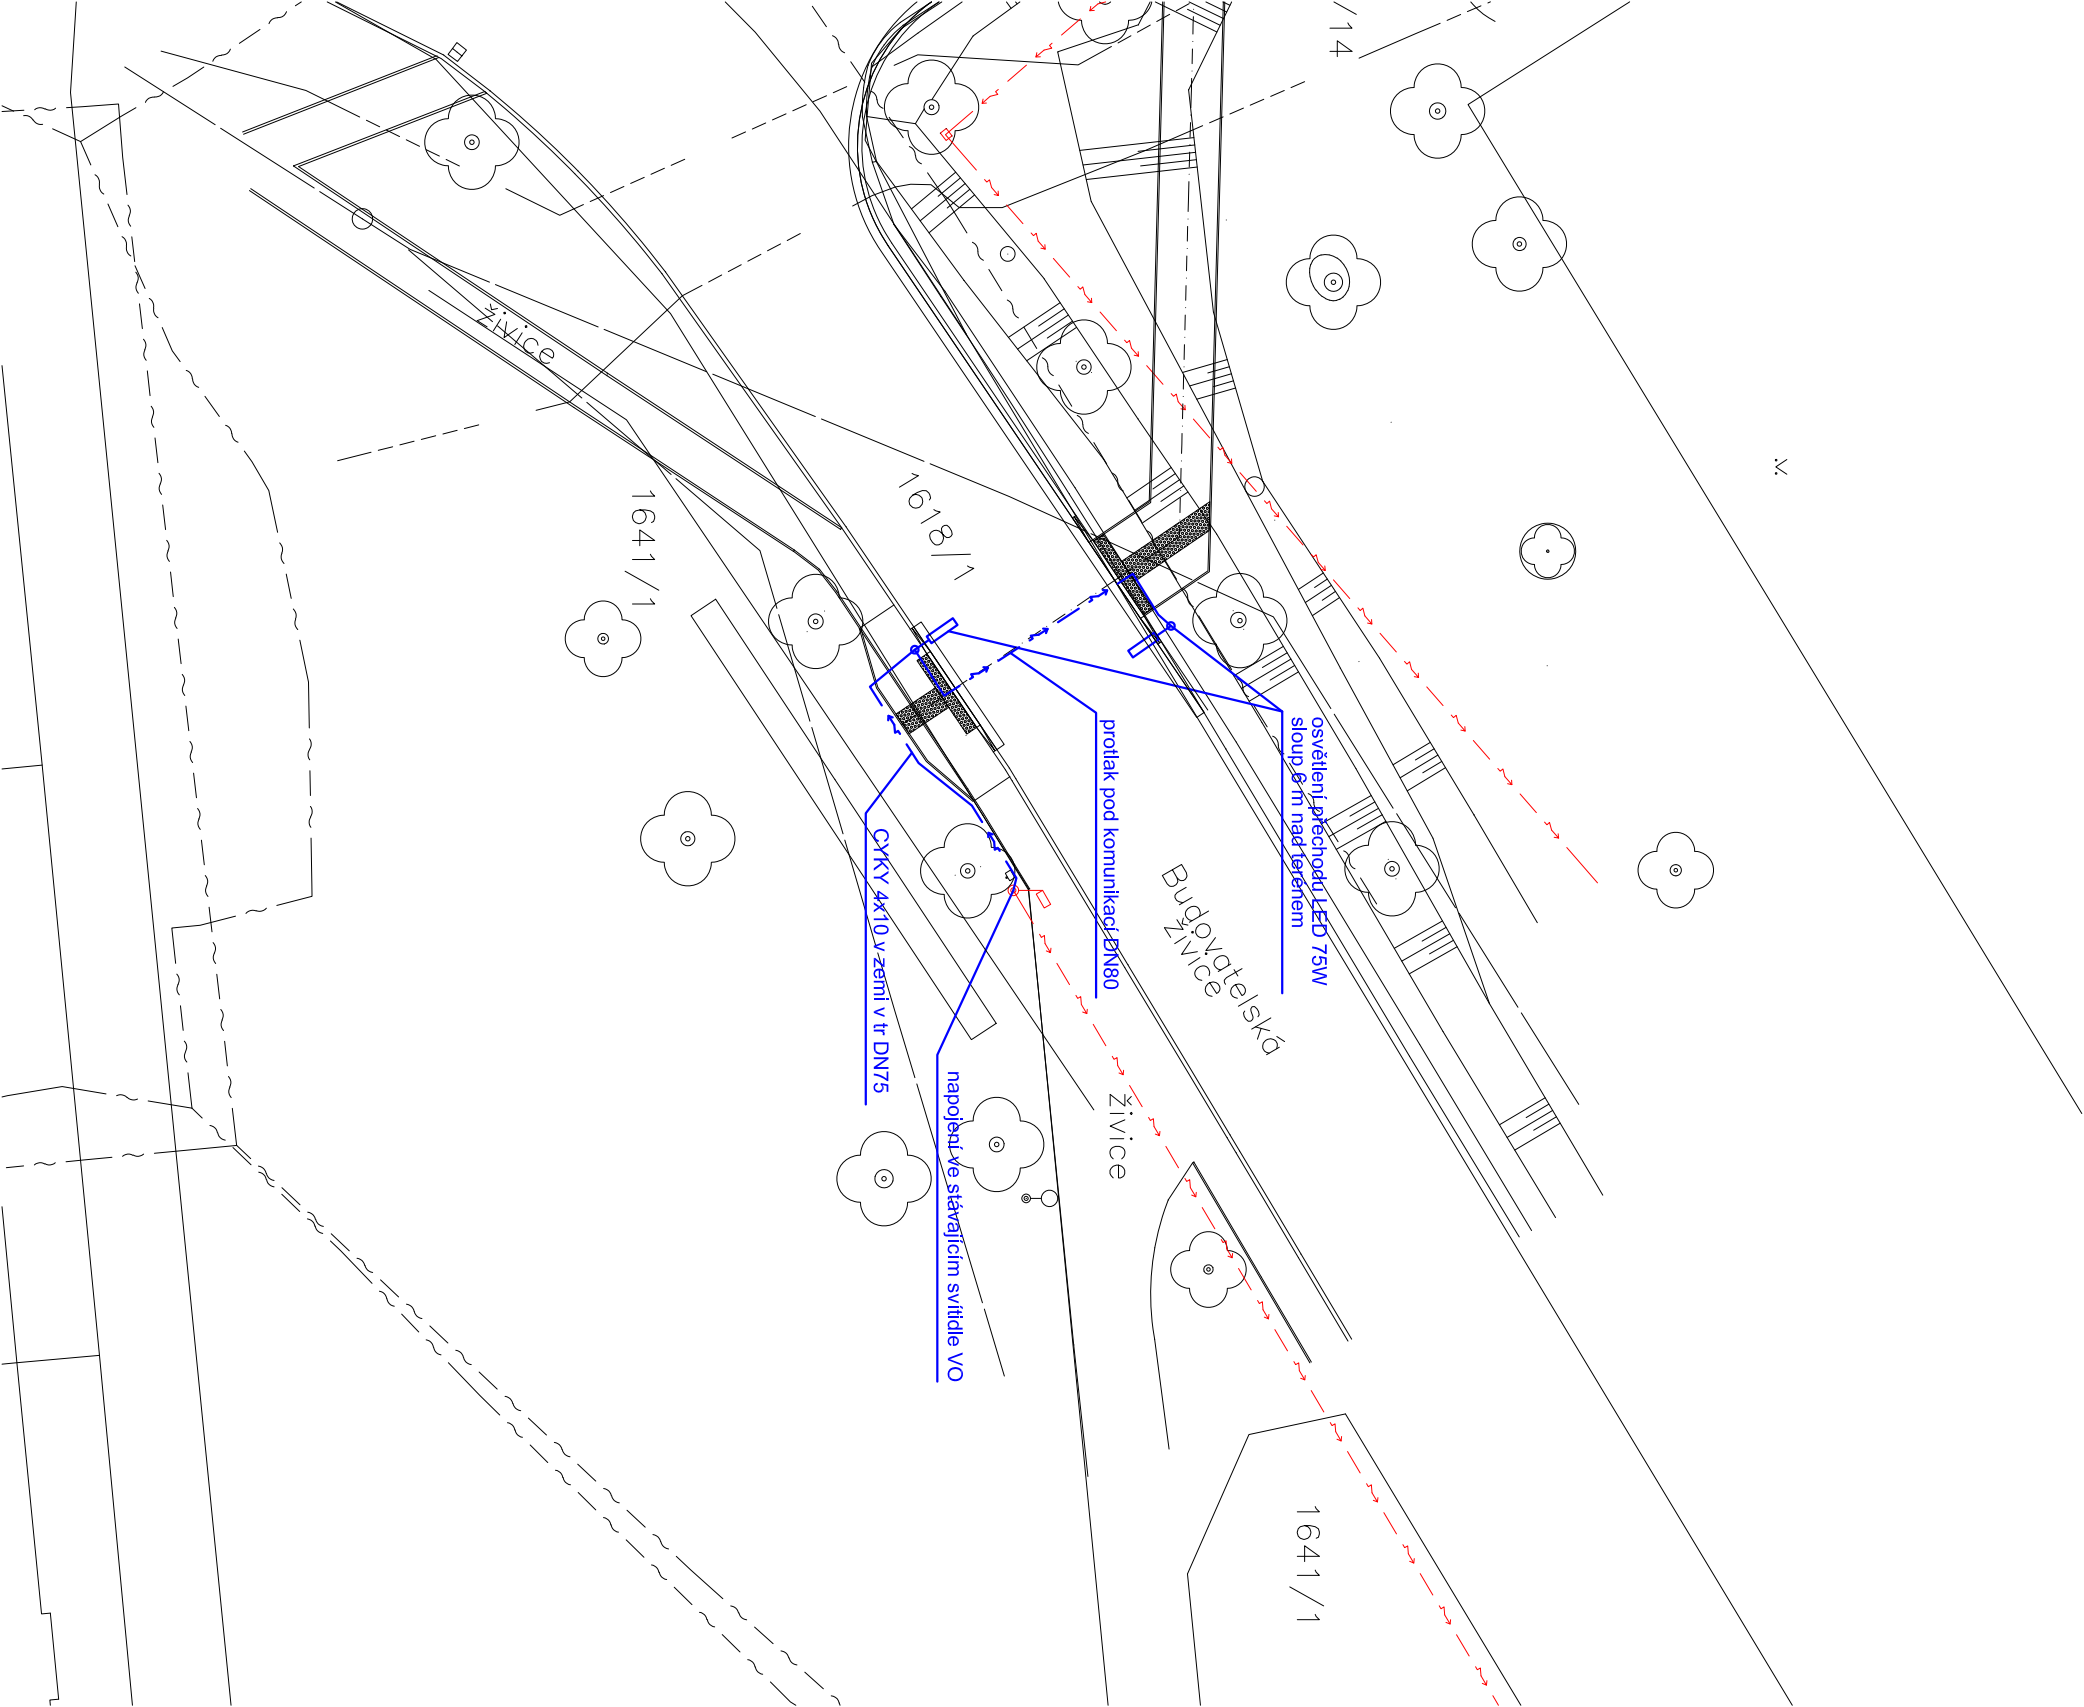 /14
v.
živice
1618/1
1641/1
osvětlení přechodu LED 75W
sloup 6 m nad terénem
protlak pod komunikací DN80
CYKY 4x10 v zemi v tr DN75
napojení ve stávajícím svítidle VO
Budovatelská
živice
živice
1641/1